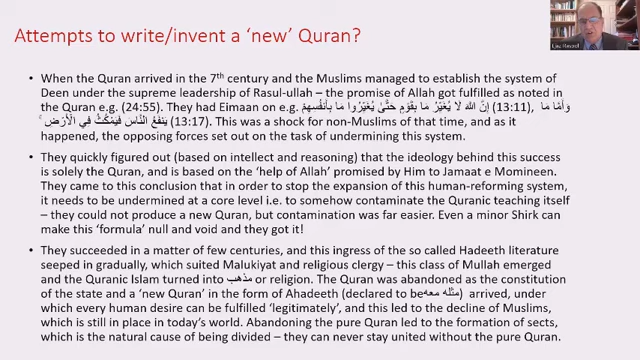 Attempts to write/invent a ‘new’ Quran?
• When the Quran arrived in the 7th century and the Muslims managed to establish the system of
Deen under the supreme leadership of Rasul-ullah – the promise of Allah got fulfilled as noted in
the Quran e.g. (24:55). They had Eimaan on e.g. إِنَّ اللَّهَ لَا يُغَيِّرُ مَا بِقَوْمٍ حَتَّىٰ يُغَيِّرُوا مَا بِأَنفُسِهِمْ (13:11), وَأَمَّا مَا
يَنفَعُ النَّاسَ فَيَمْكُثُ فِي الْأَرْضِ ۚ (13:17). This was a shock for non-Muslims of that time, and as it
happened, the opposing forces set out on the task of undermining this system.
• They quickly figured out (based on intellect and reasoning) that the ideology behind this success
is solely the Quran, and is based on the ‘help of Allah’ promised by Him to Jamaat e Momineen.
They came to this conclusion that in order to stop the expansion of this human-reforming system,
it needs to be undermined at a core level i.e. to somehow contaminate the Quranic teaching itself
– they could not produce a new Quran, but contamination was far easier. Even a minor Shirk can
make this ‘formula’ null and void and they got it!
• They succeeded in a matter of few centuries, and this ingress of the so called Hadeeth literature
seeped in gradually, which suited Malukiyat and religious clergy – this class of Mullah emerged
and the Quranic Islam turned into مذهب or religion. The Quran was abandoned as the constitution
of the state and a ‘new Quran’ in the form of Ahadeeth (declared to be مثله معه) arrived, under
which every human desire can be fulfilled ‘legitimately’, and this led to the decline of Muslims,
which is still in place in today’s world. Abandoning the pure Quran led to the formation of sects,
which is the natural cause of being divided – they can never stay united without the pure Quran.